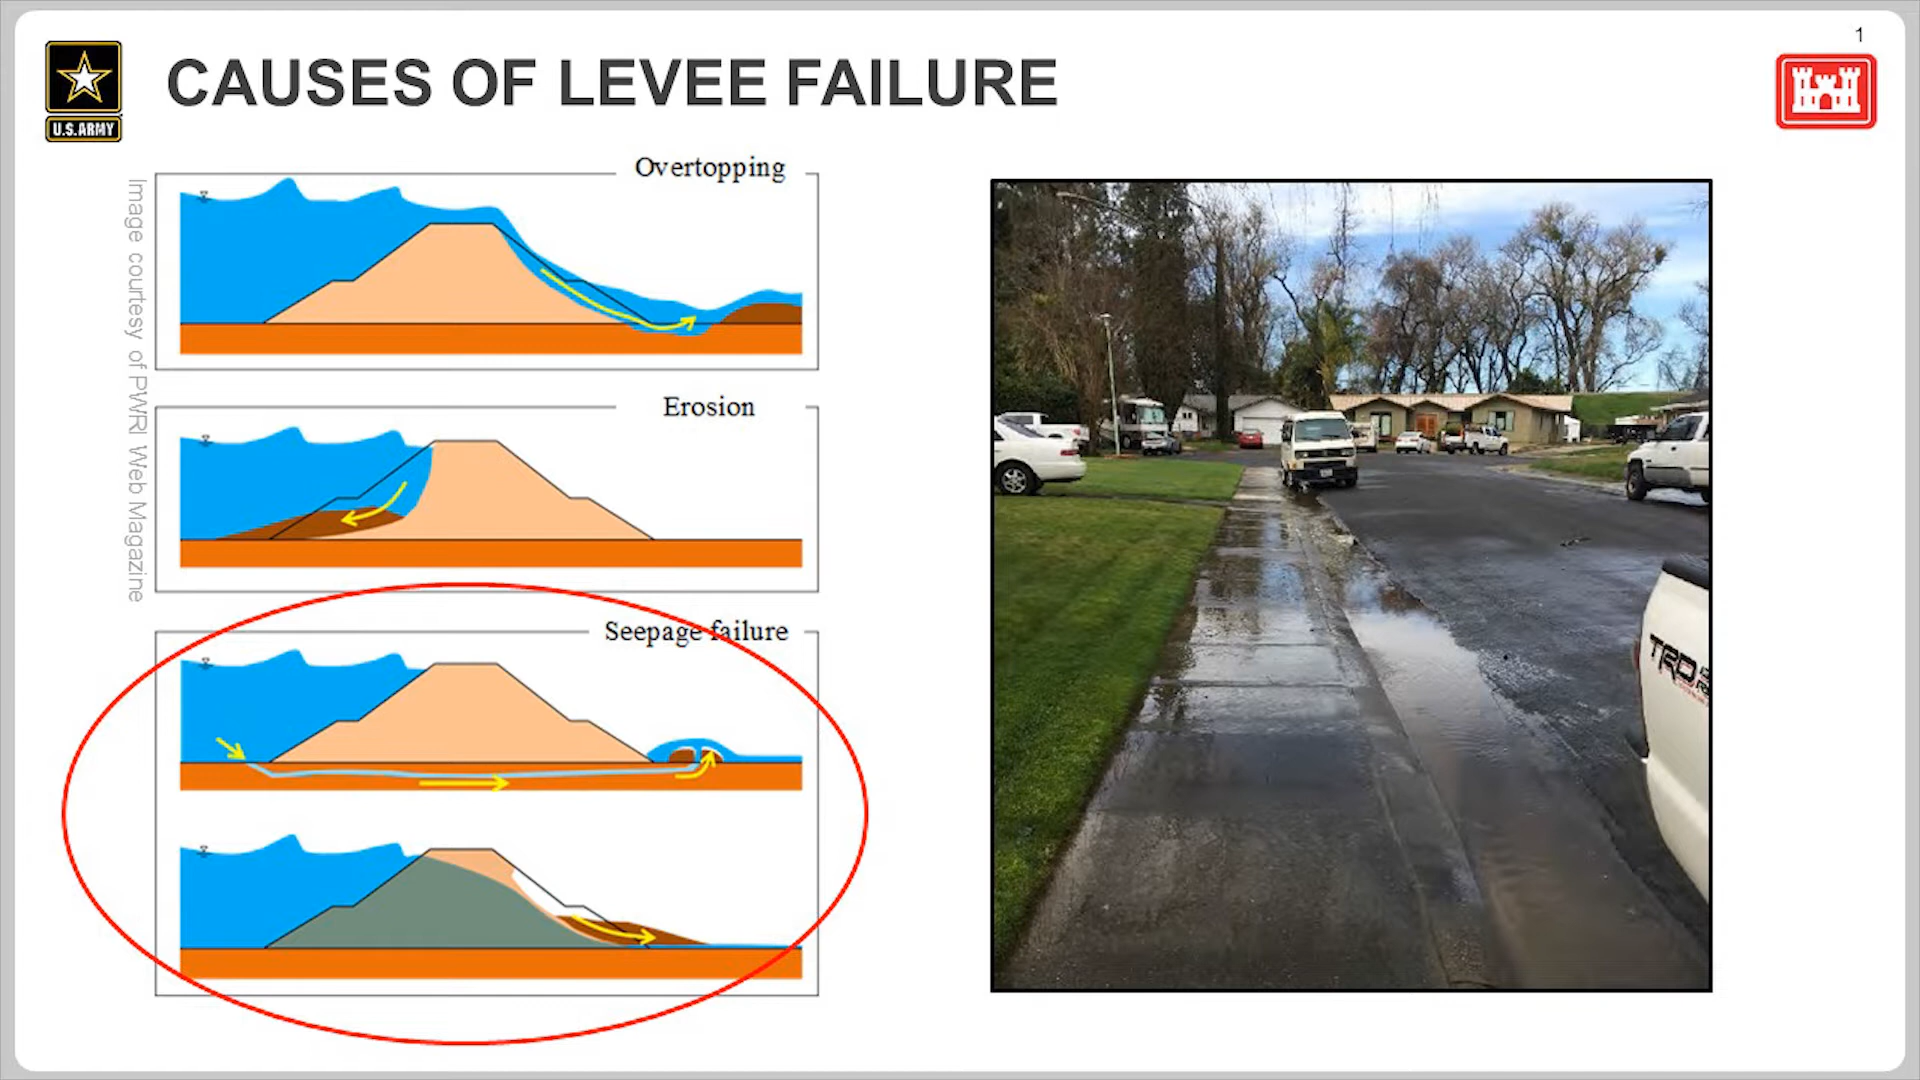 1
CAUSES OF LEVEE FAILURE
U.S.ARMY
Overtopping
Image courtesy of PWRI Web Magazine
Erosion
Seepage failure
TRD